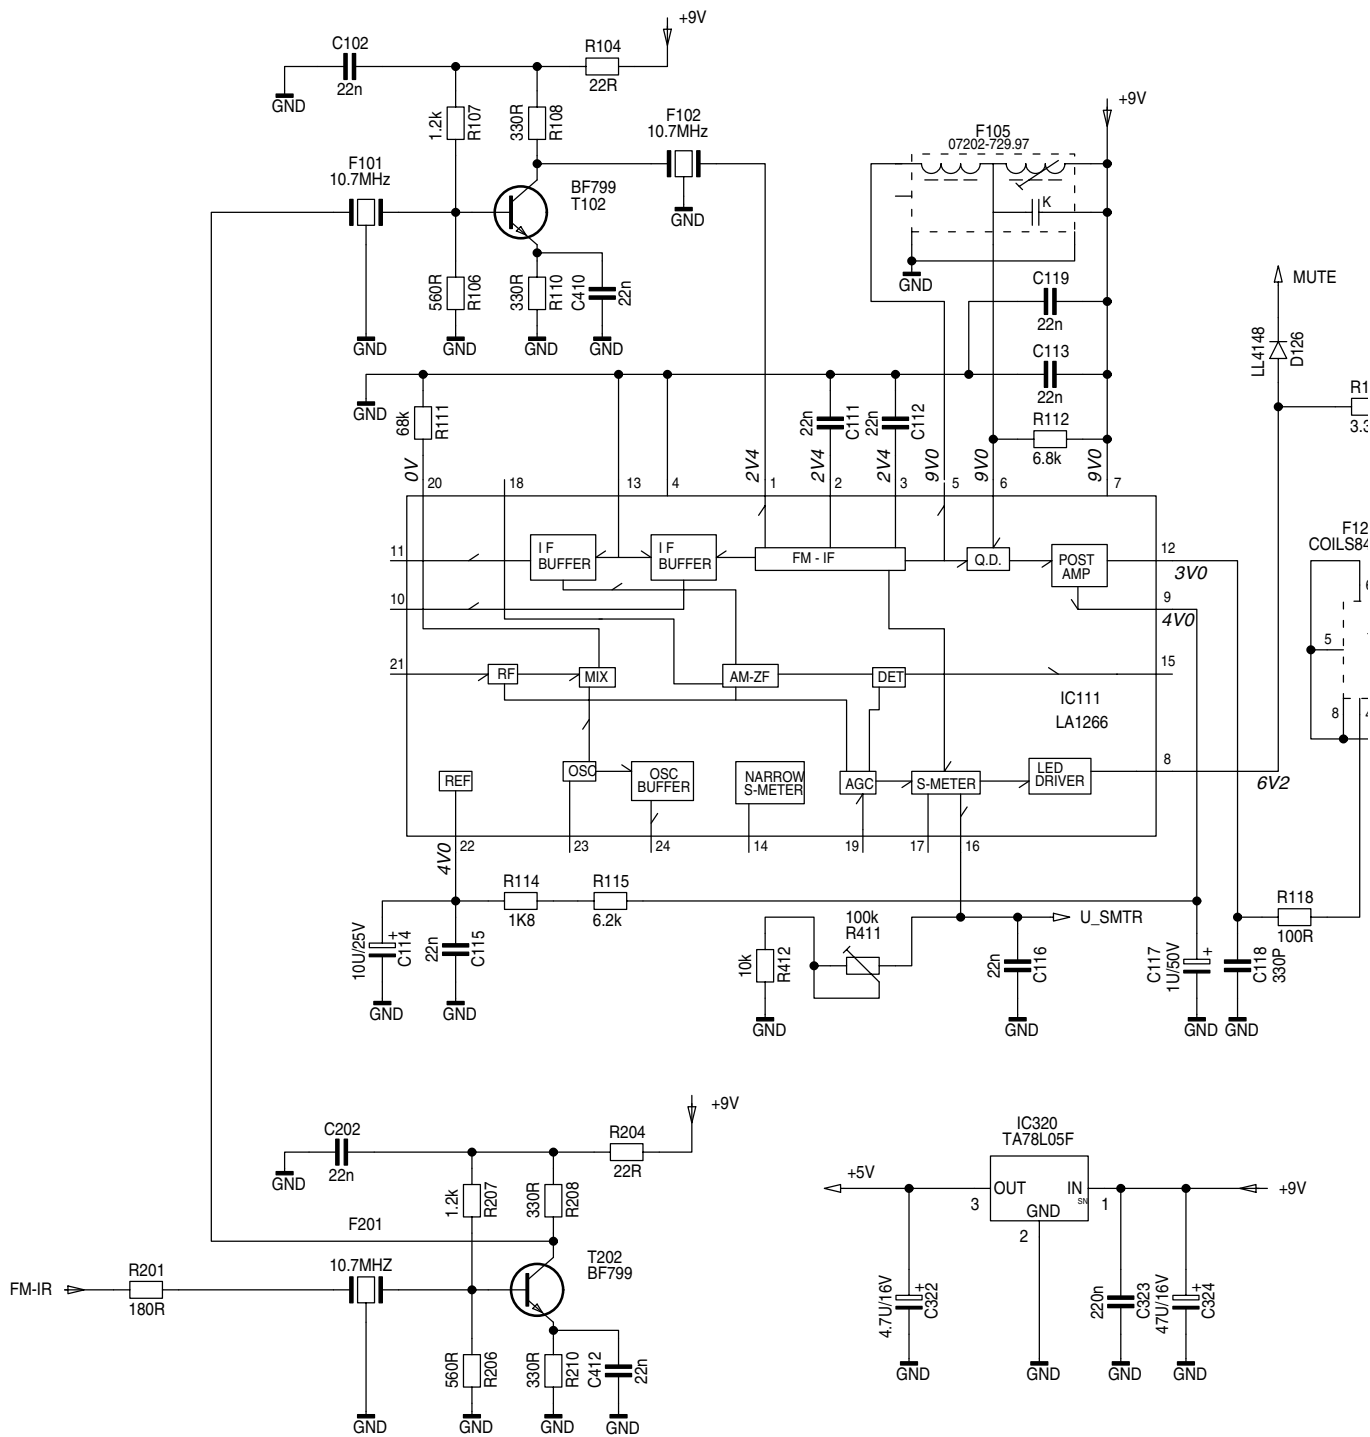 +9V
C102
22n
GND
R104
22R
1.2k
R107
330R
R108
F102
10.7MHz
GND
F101
10.7MHz
BF799
T102
560R
R106
330R
R110
C410
22n
GND
GND
GND
GND
+9V
F105
07202-729.97
K
GND
C119
22n
C113
22n
R112
6.8k
MUTE
LL4148
D126
R1
3.3
GND
68k
R111
22n
C111
22n
C112
0V
2V4
2V4
2V4
9V0
9V0
9V0
20
18
13
4
1
2
3
5
6
7
11
I F
BUFFER
I F
BUFFER
FM - IF
Q.D.
POST
AMP
12
3V0
10
9
4V0
21
RF
MIX
AM-ZF
DET
15
IC111
LA1266
F12
COILS84
6
5
8
4
REF
OSC
OSC
BUFFER
NARROW
S-METER
AGC
S-METER
LED
DRIVER
8
6V2
4V0
22
23
24
14
19
17
16
R114
1K8
R115
6.2k
10U/25V
+
C114
22n
C115
GND
GND
100k
R411
10k
R412
GND
U_SMTR
22n
C116
GND
C117
1U/50V
+
C118
330P
R118
100R
GND
GND
+9V
C202
22n
GND
R204
22R
1.2k
R207
330R
R208
F201
10.7MHZ
T202
BF799
FM-IR
R201
180R
560R
R206
330R
R210
C412
22n
GND
GND
GND
GND
IC320
TA78L05F
+5V
3
OUT
IN
SN
GND
1
2
+9V
4.7U/16V
+
C322
220n
C323
47U/16V
+
C324
GND
GND
GND
GND